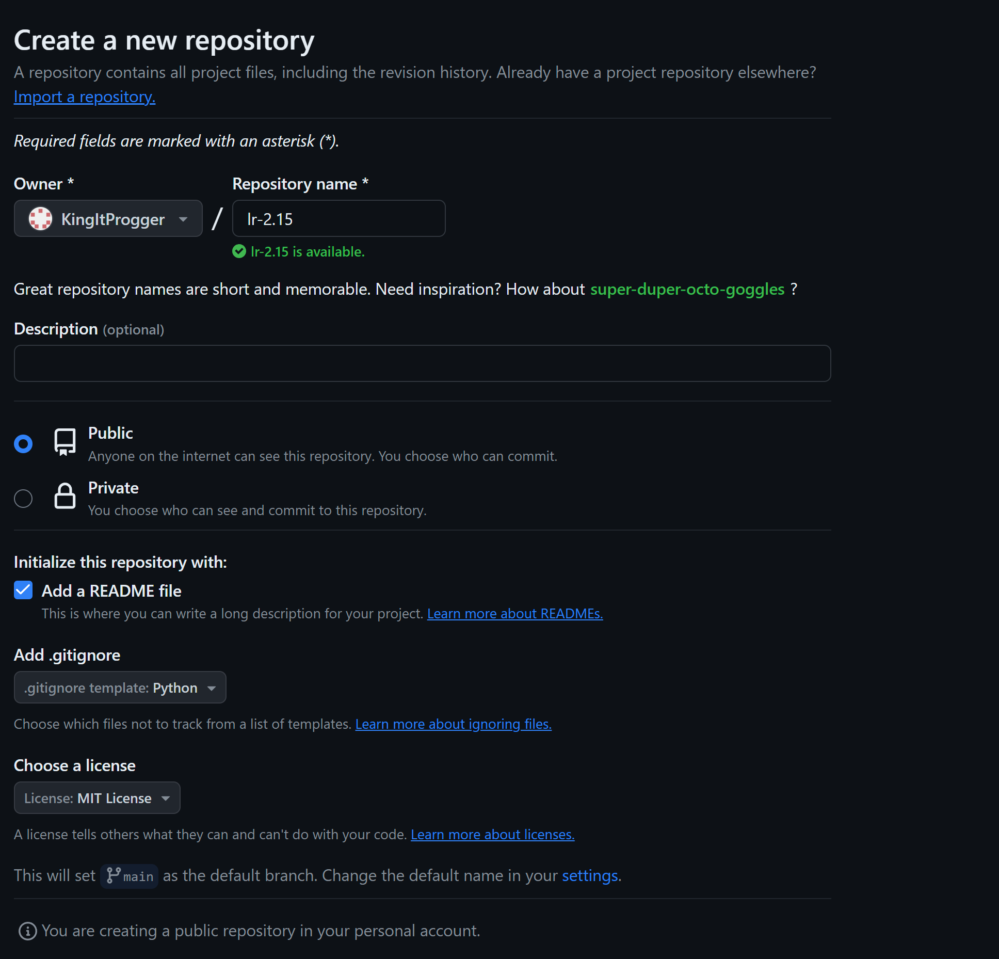 Create a new repository
A repository contains all project files, including the revision history. Already have a project repository elsewhere?
Import a repository.
Required fields are marked with an asterisk (*).
Owner * Repository name *
KingItProgger / lr-2.15
lr-2.15 is available.
Great repository names are short and memorable. Need inspiration? How about super-duper-octo-goggles ?
Description (optional)
Public
Anyone on the internet can see this repository. You choose who can commit.
Private
You choose who can see and commit to this repository.
Initialize this repository with:
Add a README file
This is where you can write a long description for your project. Learn more about READMEs.
Add .gitignore
.gitignore template: Python
Choose which files not to track from a list of templates. Learn more about ignoring files.
Choose a license
License: MIT License
A license tells others what they can and can't do with your code. Learn more about licenses.
This will set main as the default branch. Change the default name in your settings.
You are creating a public repository in your personal account.